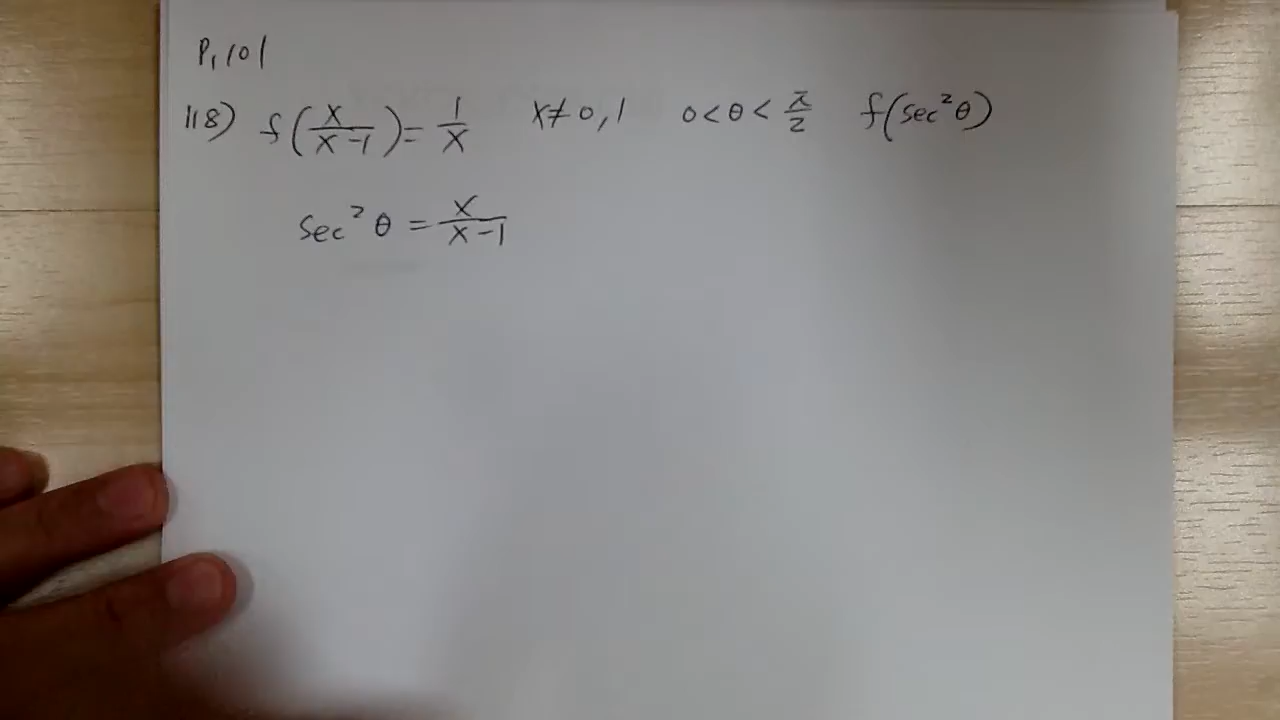 P,101
118) f(x/(x-1)) = 1/x x≠0,1 0<θ<π/2 f(sec²θ)
sec²θ = x/(x-1)